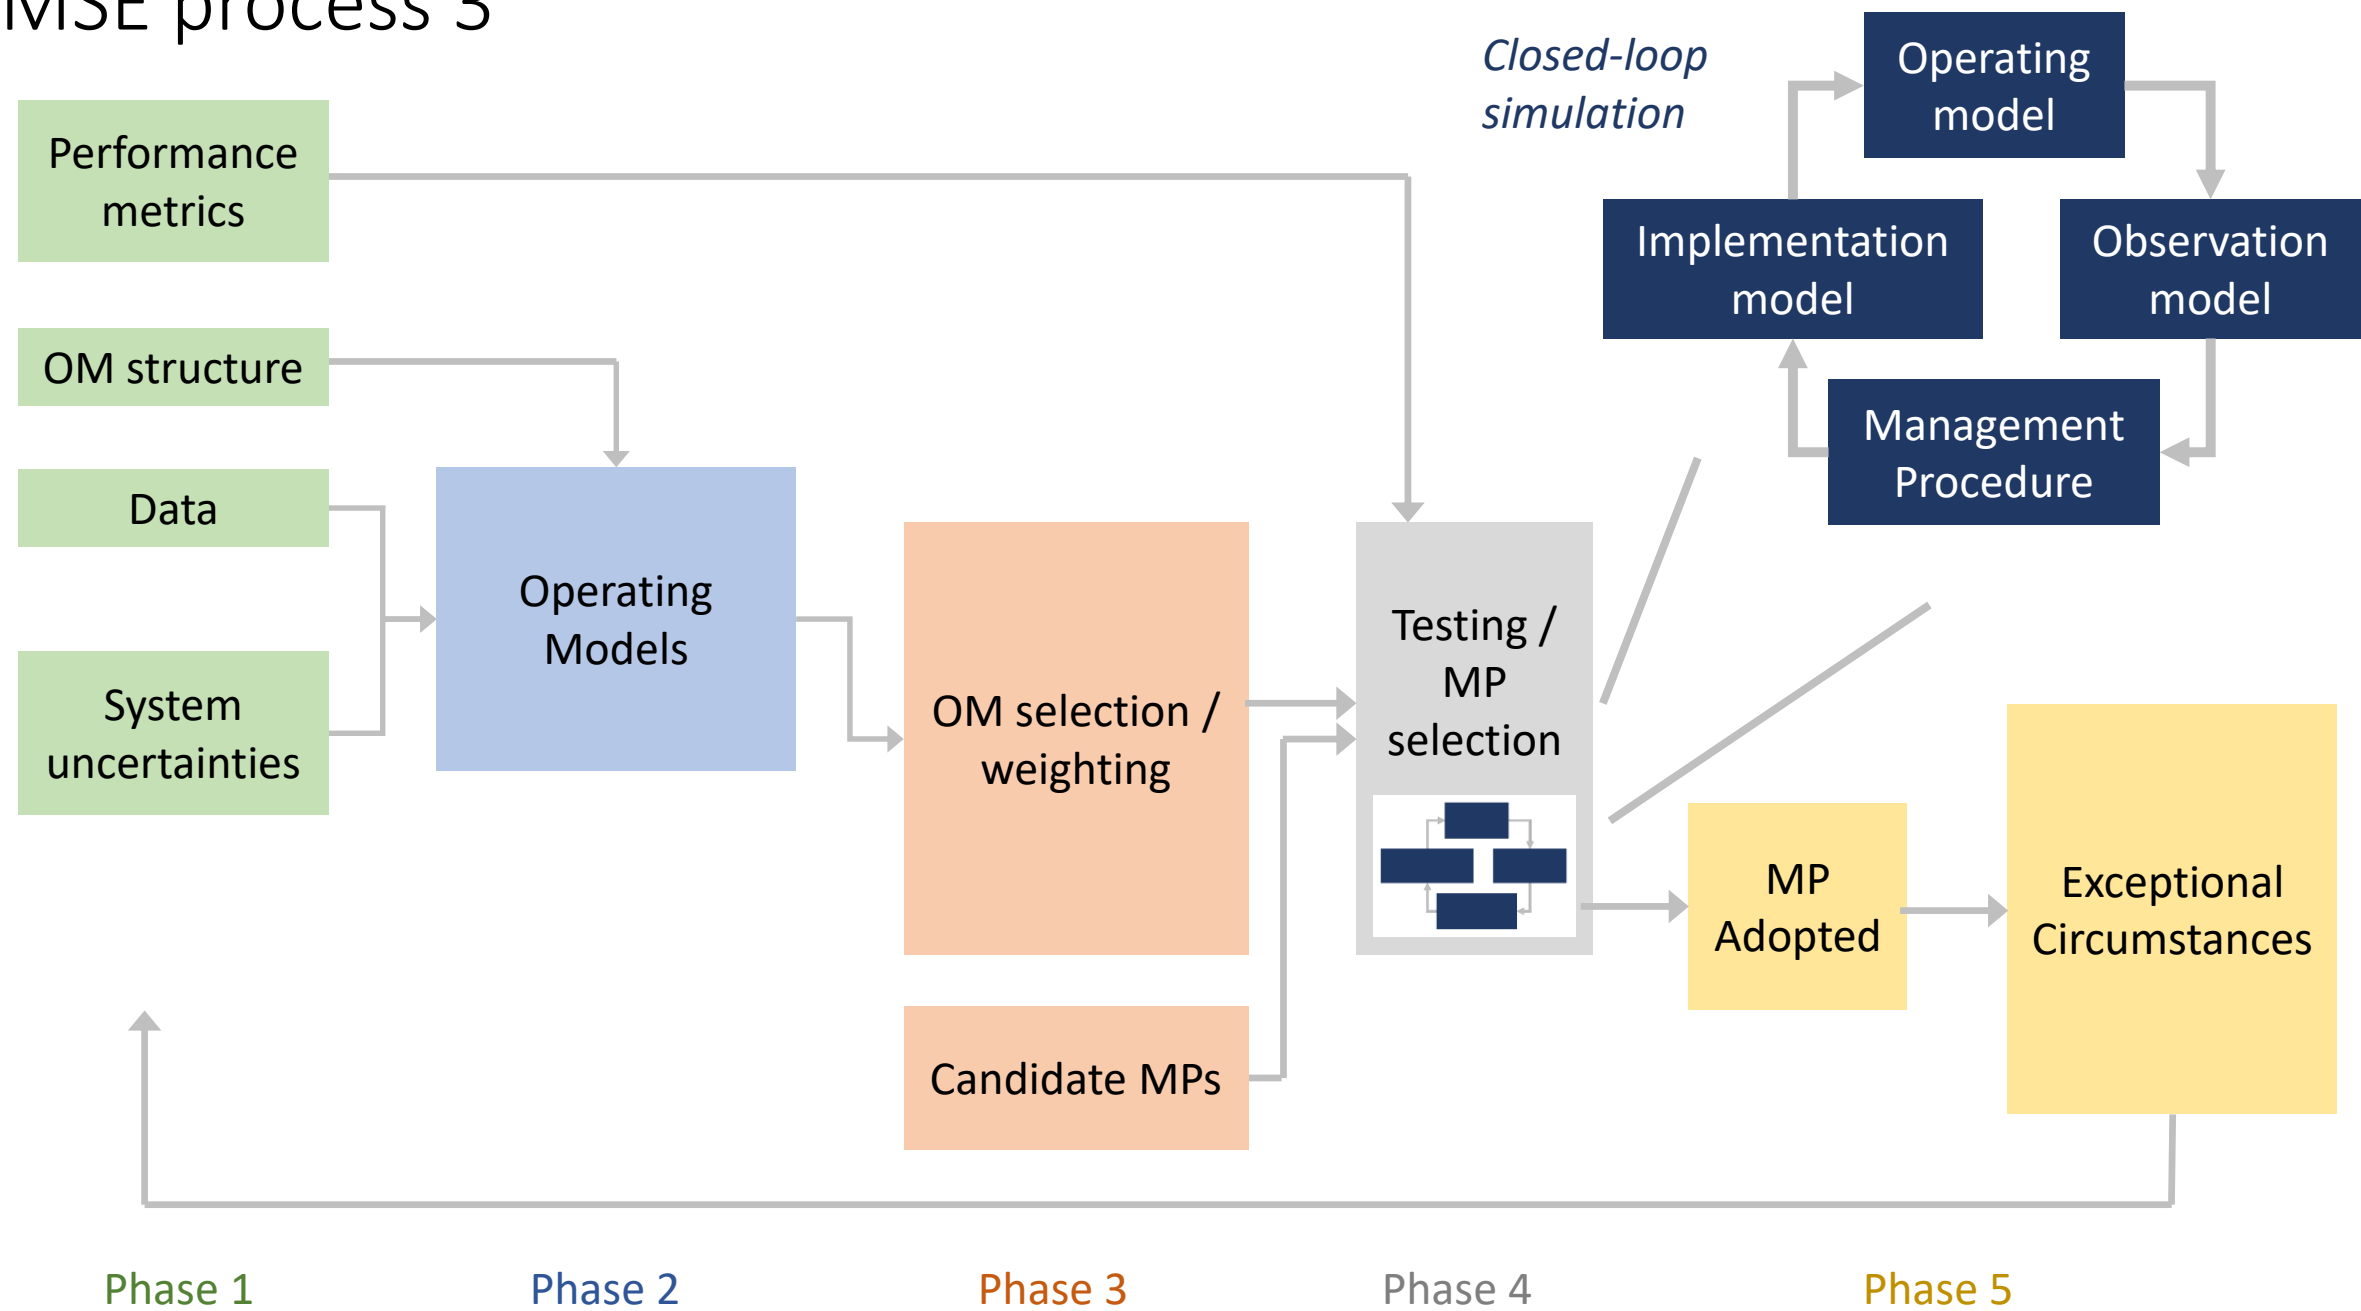 MSE process 3
Closed-loop
simulation
Operating
model
Performance
metrics
Implementation
model
Observation
model
OM structure
Management
Procedure
Data
Operating
Models
System
uncertainties
OM selection /
weighting
Testing /
MP
selection
MP
Adopted
Exceptional
Circumstances
Candidate MPs
Phase 1
Phase 2
Phase 3
Phase 4
Phase 5